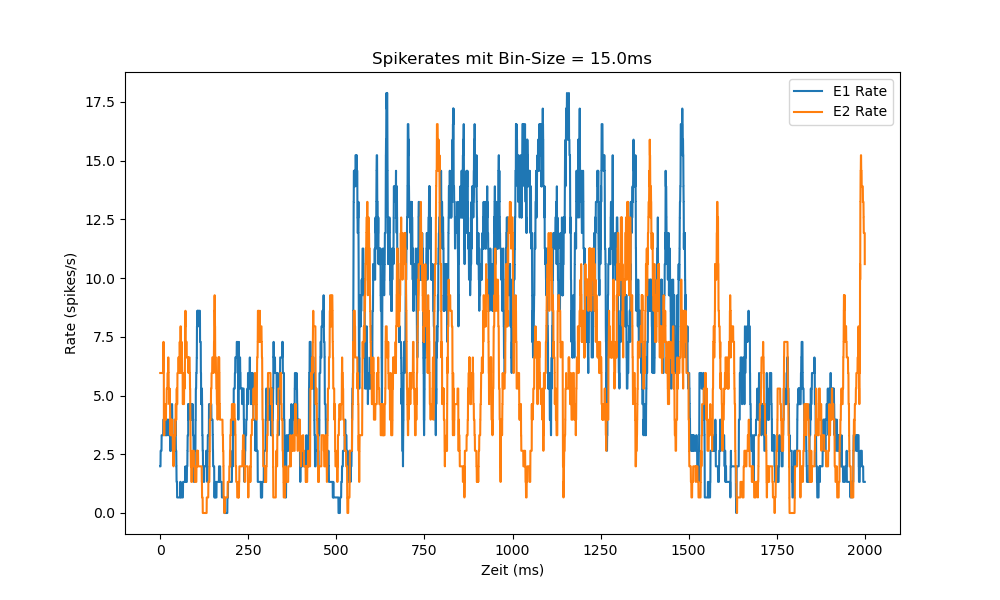 Spikerates mit Bin-Size = 15.0ms
E1 Rate
E2 Rate
Rate (spikes/s)
17.5
15.0
12.5
10.0
7.5
5.0
2.5
0.0
0 250 500 750 1000 1250 1500 1750 2000
Zeit (ms)